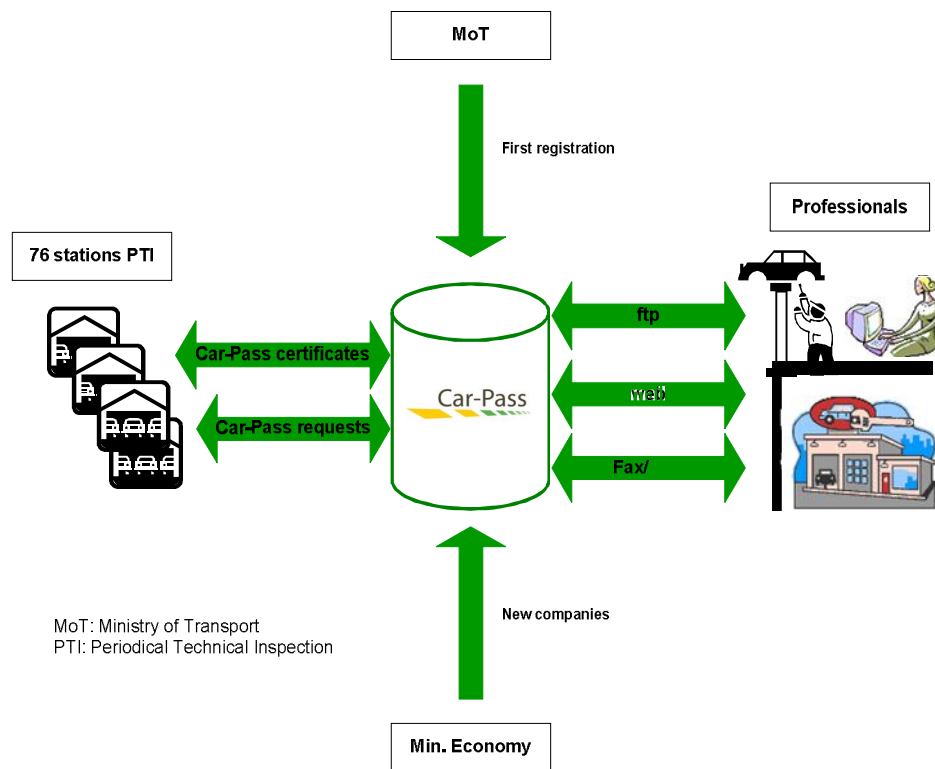 MoT
First registration
Professionals
76 stations PTI
ftp
Car-Pass certificates
Car-Pass
web
Car-Pass requests
Fax/
New companies
MoT: Ministry of Transport
PTI: Periodical Technical Inspection
Min. Economy